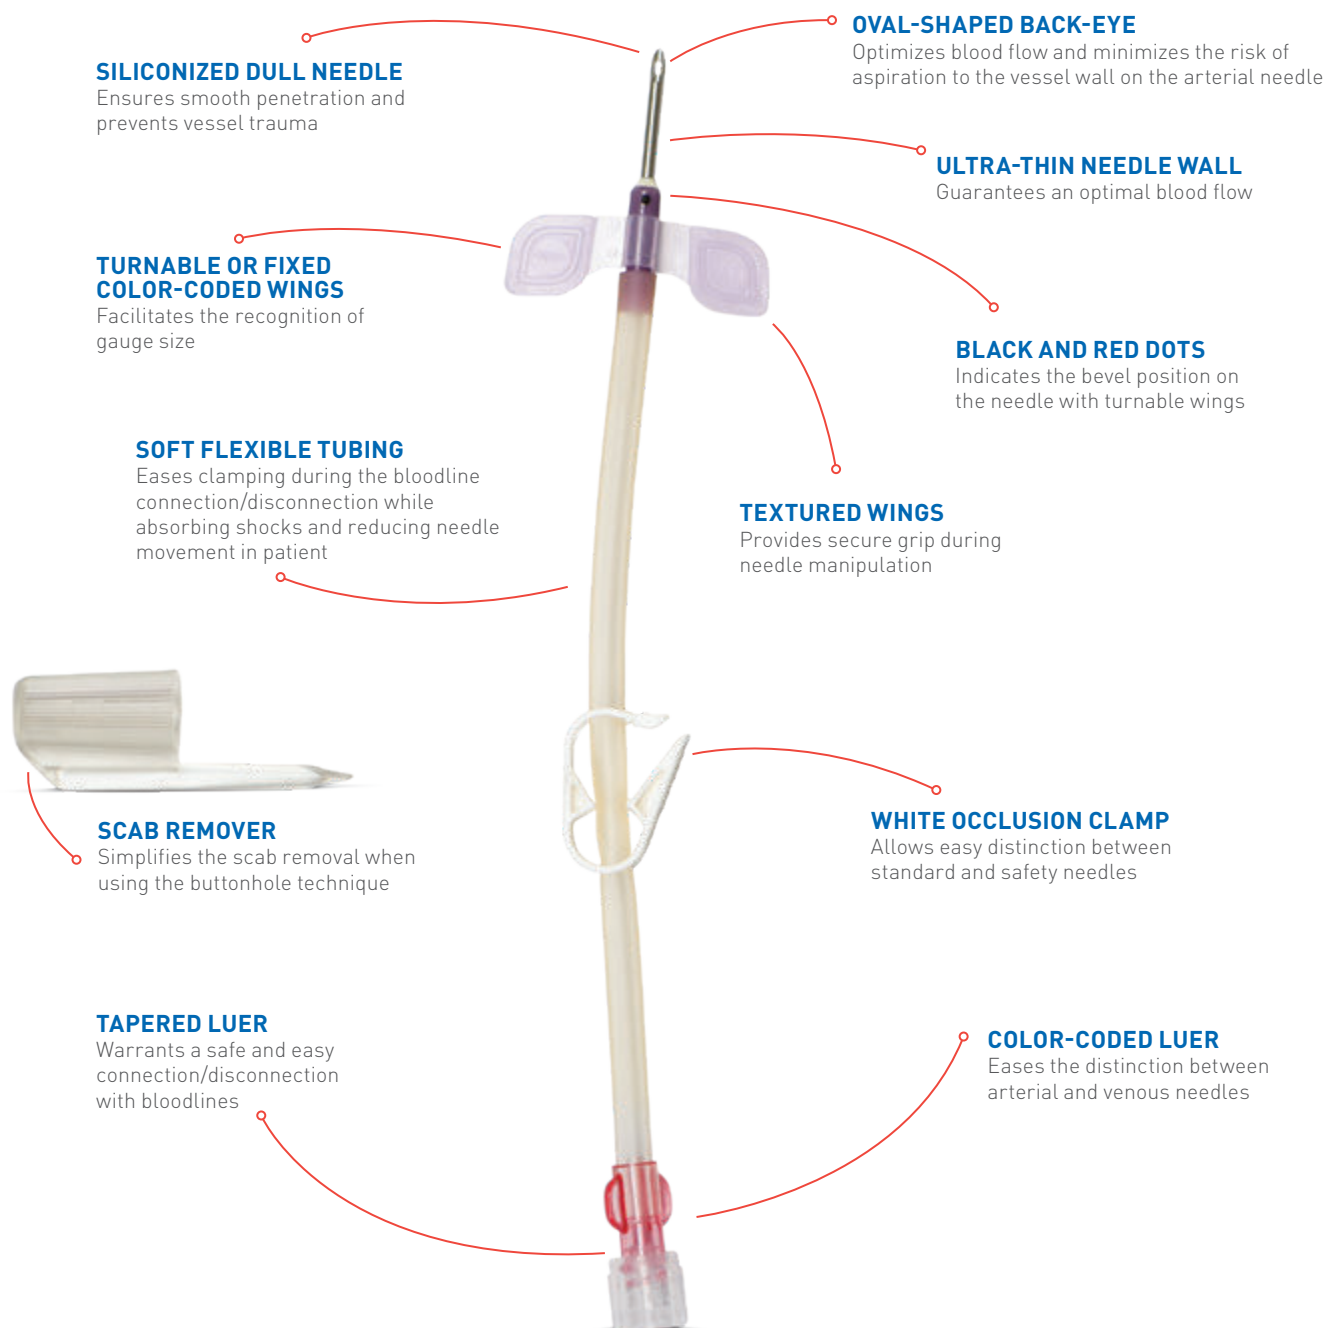 OVAL-SHAPED BACK-EYE
Optimizes blood flow and minimizes the risk of
aspiration to the vessel wall on the arterial needle
SILICONIZED DULL NEEDLE
Ensures smooth penetration and
prevents vessel trauma
ULTRA-THIN NEEDLE WALL
Guarantees an optimal blood flow
TURNABLE OR FIXED
COLOR-CODED WINGS
Facilitates the recognition of
gauge size
BLACK AND RED DOTS
Indicates the bevel position on
the needle with turnable wings
SOFT FLEXIBLE TUBING
Eases clamping during the bloodline
connection/disconnection while
absorbing shocks and reducing needle
movement in patient
TEXTURED WINGS
Provides secure grip during
needle manipulation
SCAB REMOVER
Simplifies the scab removal when
using the buttonhole technique
WHITE OCCLUSION CLAMP
Allows easy distinction between
standard and safety needles
TAPERED LUER
Warrants a safe and easy
connection/disconnection
with bloodlines
COLOR-CODED LUER
Eases the distinction between
arterial and venous needles